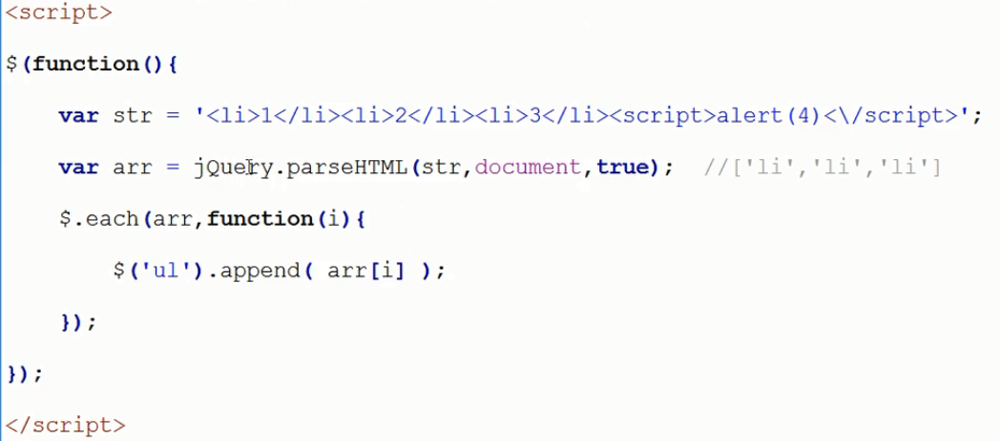 <script>
$(function(){
var str = '<li>1</li><li>2</li><li>3</li><script>alert(4)<\/script>';
var arr = jQuery.parseHTML(str,document,true);  //['li','li','li']
$.each(arr,function(i){
$('ul').append( arr[i] );
});
});
</script>